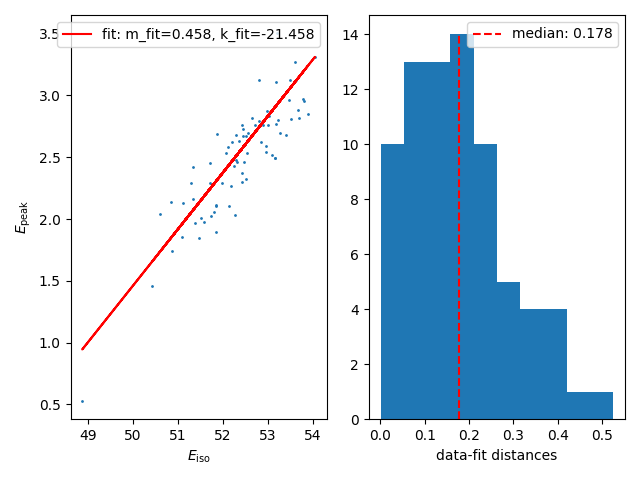 3.5
3.0
2.5
2.0
1.5
1.0
0.5
E_peak
fit: m_fit=0.458, k_fit=-21.458
49 50 51 52 53 54
E_iso
14
12
10
8
6
4
2
0
median: 0.178
0.0 0.1 0.2 0.3 0.4 0.5
data-fit distances